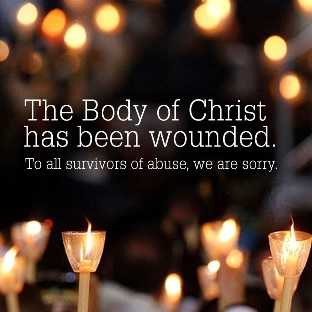 The Body of Christ
has been wounded.
To all survivors of abuse, we are sorry.